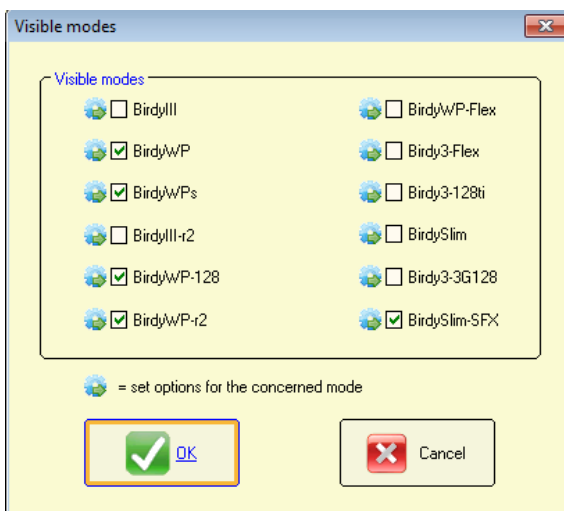 Visible modes
Visible modes
BirdyIII
BirdyWP-Flex
BirdyWP
Birdy3-Flex
BirdyWPs
Birdy3-128ti
BirdyIII-r2
BirdySlim
BirdyWP-128
Birdy3-3G128
BirdyWP-r2
BirdySlim-SFX
= set options for the concerned mode
OK
Cancel